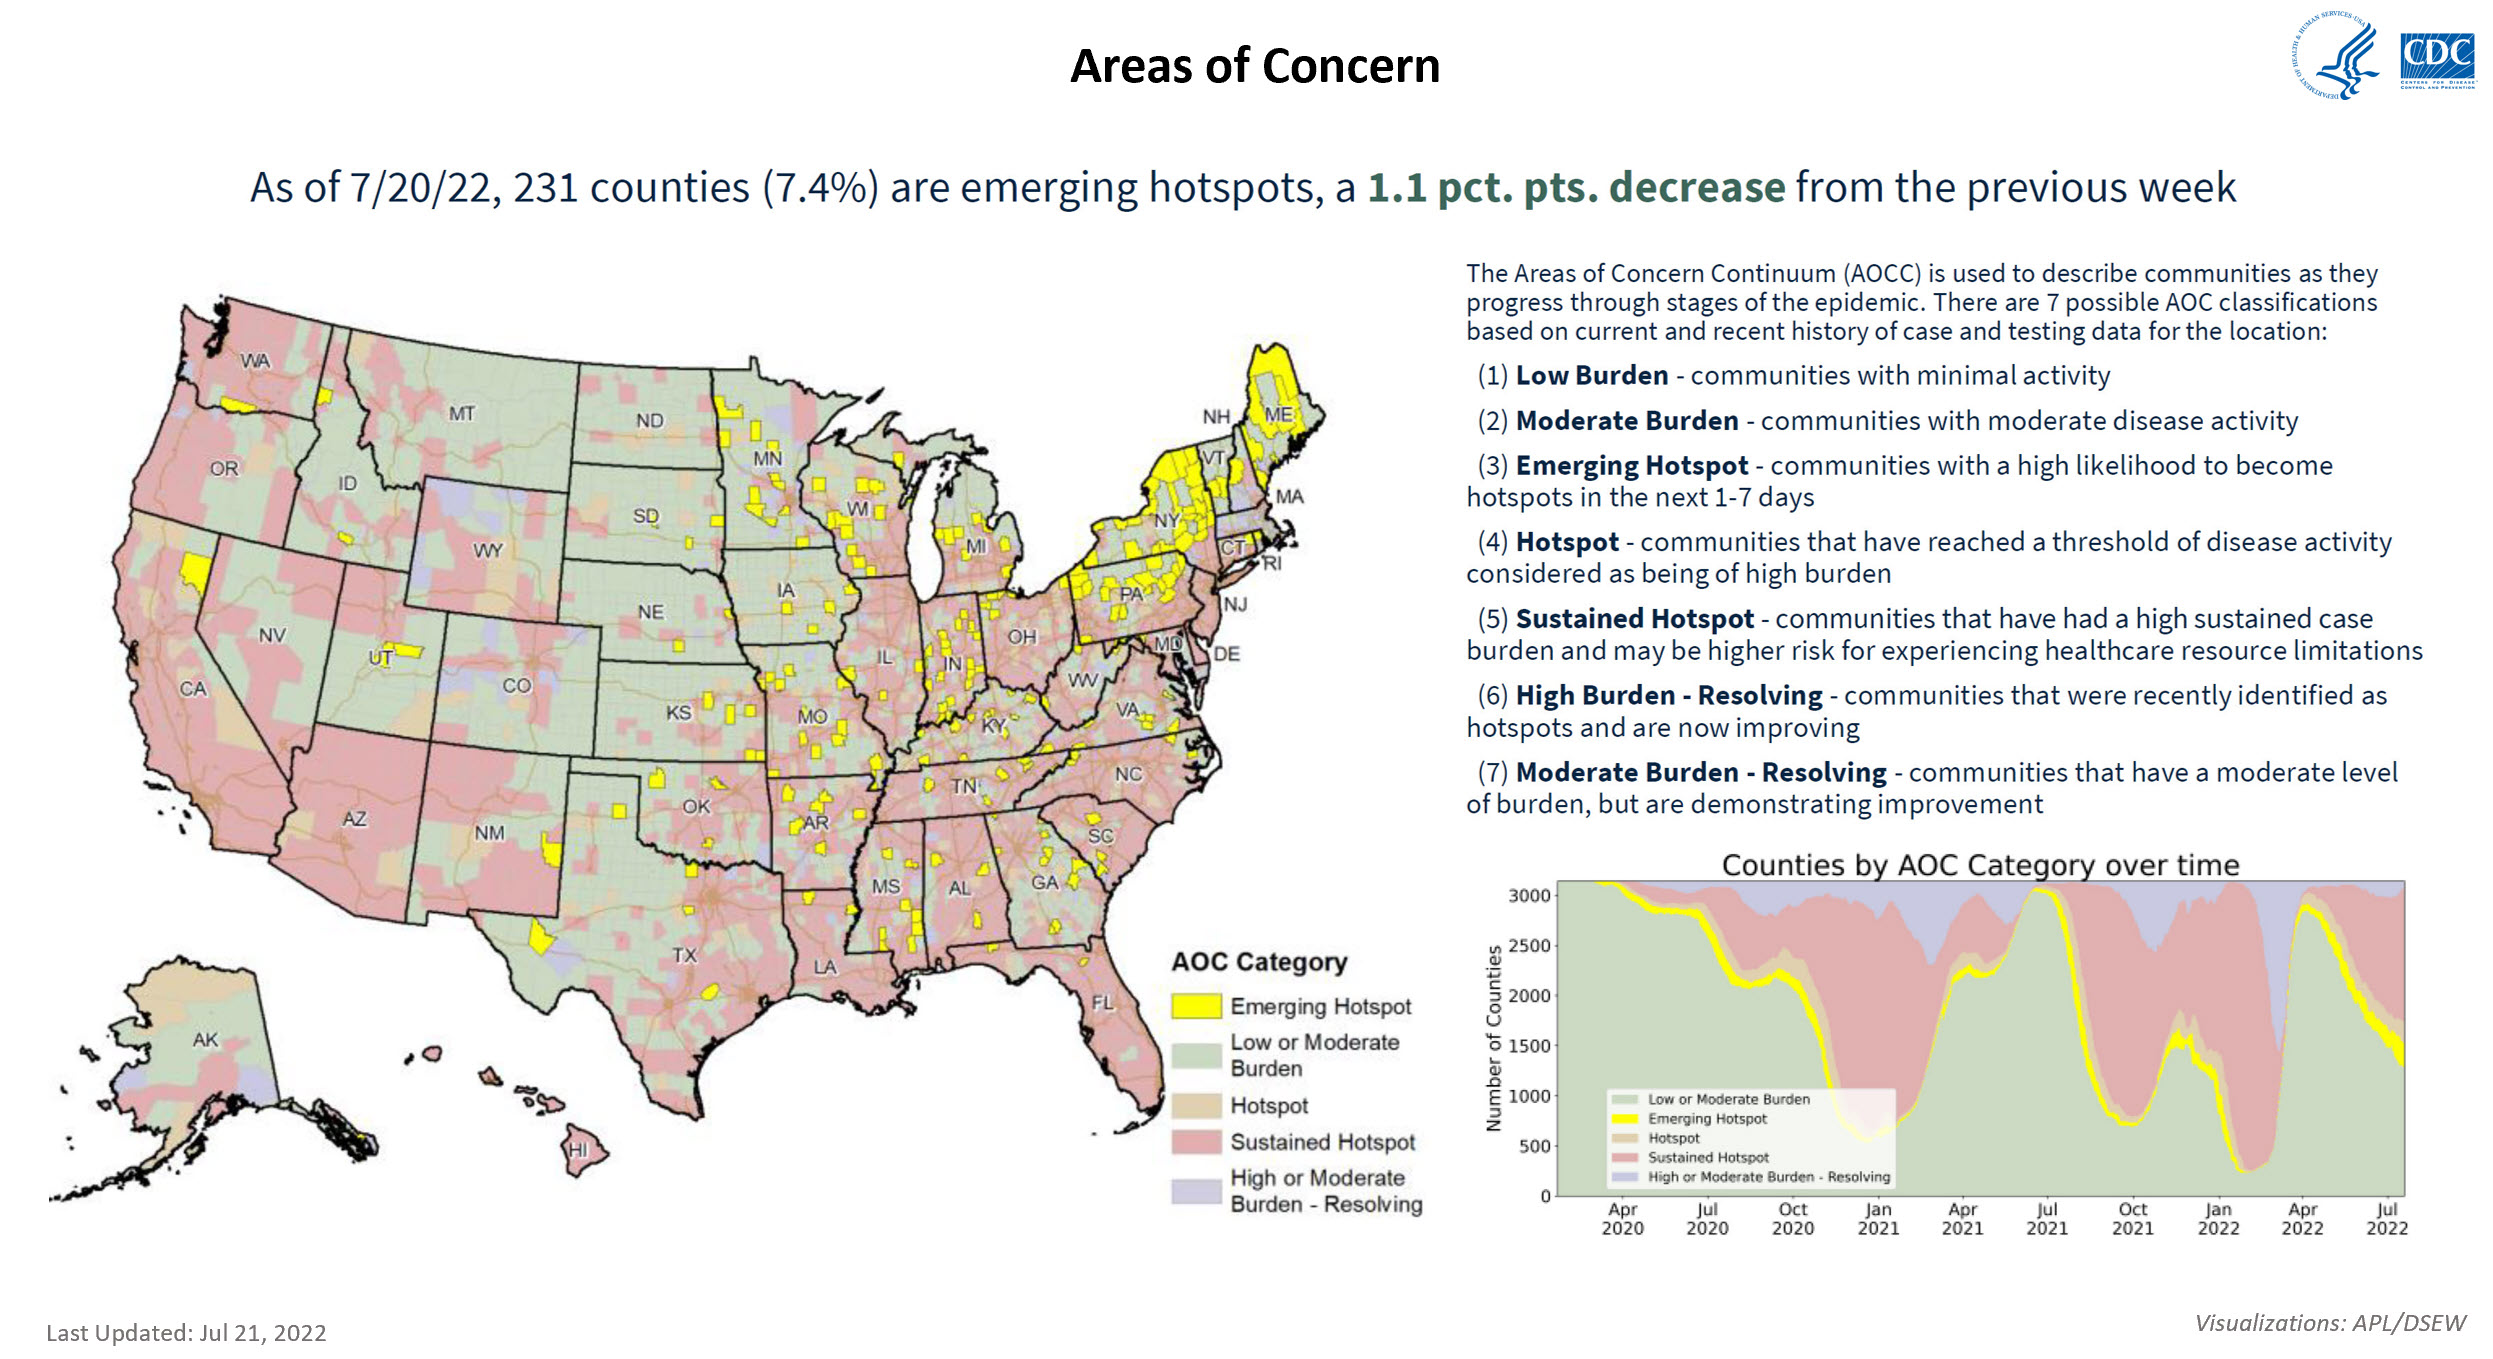 DEPARTMENT OF HEALTH & HUMAN SERVICES·USA
CDC
CENTERS FOR DISEASE
CONTROL AND PREVENTION
Areas of Concern
As of 7/20/22, 231 counties (7.4%) are emerging hotspots, a 1.1 pct. pts. decrease from the previous week
WA
MT
ND
MN
OR
ID
WY
SD
WI
MI
NH
ME
VT
NY
MA
CT
RI
NV
UT
CA
CO
NE
IA
IL
IN
OH
PA
NJ
MD
DE
WV
VA
KS
MO
KY
AZ
NM
OK
AR
TN
NC
SC
MS
AL
GA
TX
LA
FL
AK
HI
AOC Category
Emerging Hotspot
Low or Moderate
Burden
Hotspot
Sustained Hotspot
High or Moderate
Burden - Resolving
The Areas of Concern Continuum (AOCC) is used to describe communities as they
progress through stages of the epidemic. There are 7 possible AOC classifications
based on current and recent history of case and testing data for the location:
(1) Low Burden - communities with minimal activity
(2) Moderate Burden - communities with moderate disease activity
(3) Emerging Hotspot - communities with a high likelihood to become
hotspots in the next 1-7 days
(4) Hotspot - communities that have reached a threshold of disease activity
considered as being of high burden
(5) Sustained Hotspot - communities that have had a high sustained case
burden and may be higher risk for experiencing healthcare resource limitations
(6) High Burden - Resolving - communities that were recently identified as
hotspots and are now improving
(7) Moderate Burden - Resolving - communities that have a moderate level
of burden, but are demonstrating improvement
Counties by AOC Category over time
Number of Counties
3000
2500
2000
1500
1000
500
0
Low or Moderate Burden
Emerging Hotspot
Hotspot
Sustained Hotspot
High or Moderate Burden - Resolving
Apr Jul Oct Jan Apr Jul Oct Jan Apr Jul
2020 2020 2020 2021 2021 2021 2021 2022 2022 2022
Last Updated: Jul 21, 2022
Visualizations: APL/DSEW